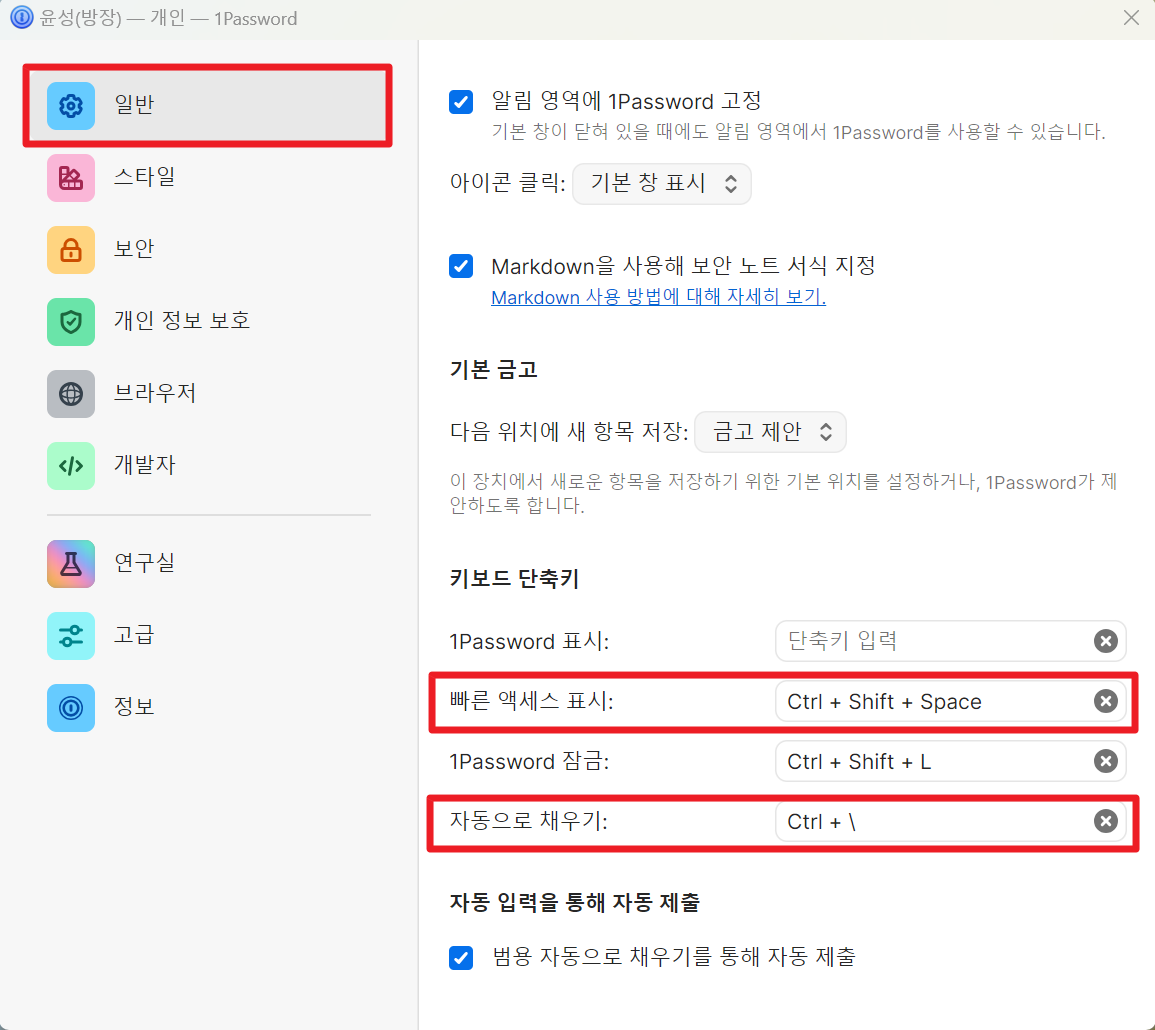 윤성(방장) — 개인 — 1Password
일반
스타일
보안
개인 정보 보호
브라우저
개발자
연구실
고급
정보
알림 영역에 1Password 고정
기본 창이 닫혀 있을 때에도 알림 영역에서 1Password를 사용할 수 있습니다.
아이콘 클릭: 기본 창 표시
Markdown을 사용해 보안 노트 서식 지정
Markdown 사용 방법에 대해 자세히 보기.
기본 금고
다음 위치에 새 항목 저장: 금고 제안
이 장치에서 새로운 항목을 저장하기 위한 기본 위치를 설정하거나, 1Password가 제
안하도록 합니다.
키보드 단축키
1Password 표시: 단축키 입력
빠른 액세스 표시: Ctrl + Shift + Space
1Password 잠금: Ctrl + Shift + L
자동으로 채우기: Ctrl + \
자동 입력을 통해 자동 제출
범용 자동으로 채우기를 통해 자동 제출